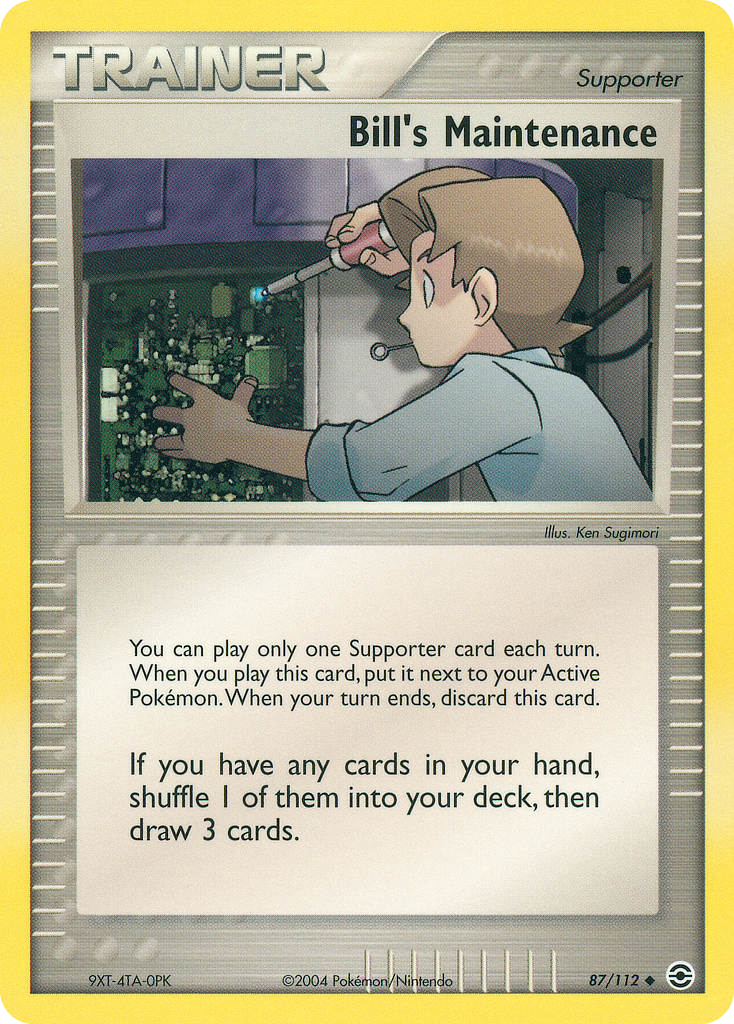 TRAINER
Supporter
Bill's Maintenance
Illus. Ken Sugimori
You can play only one Supporter card each turn.
When you play this card, put it next to your Active
Pokémon. When your turn ends, discard this card.
If you have any cards in your hand,
shuffle 1 of them into your deck, then
draw 3 cards.
9XT-4TA-0PK
©2004 Pokémon/Nintendo
87/112